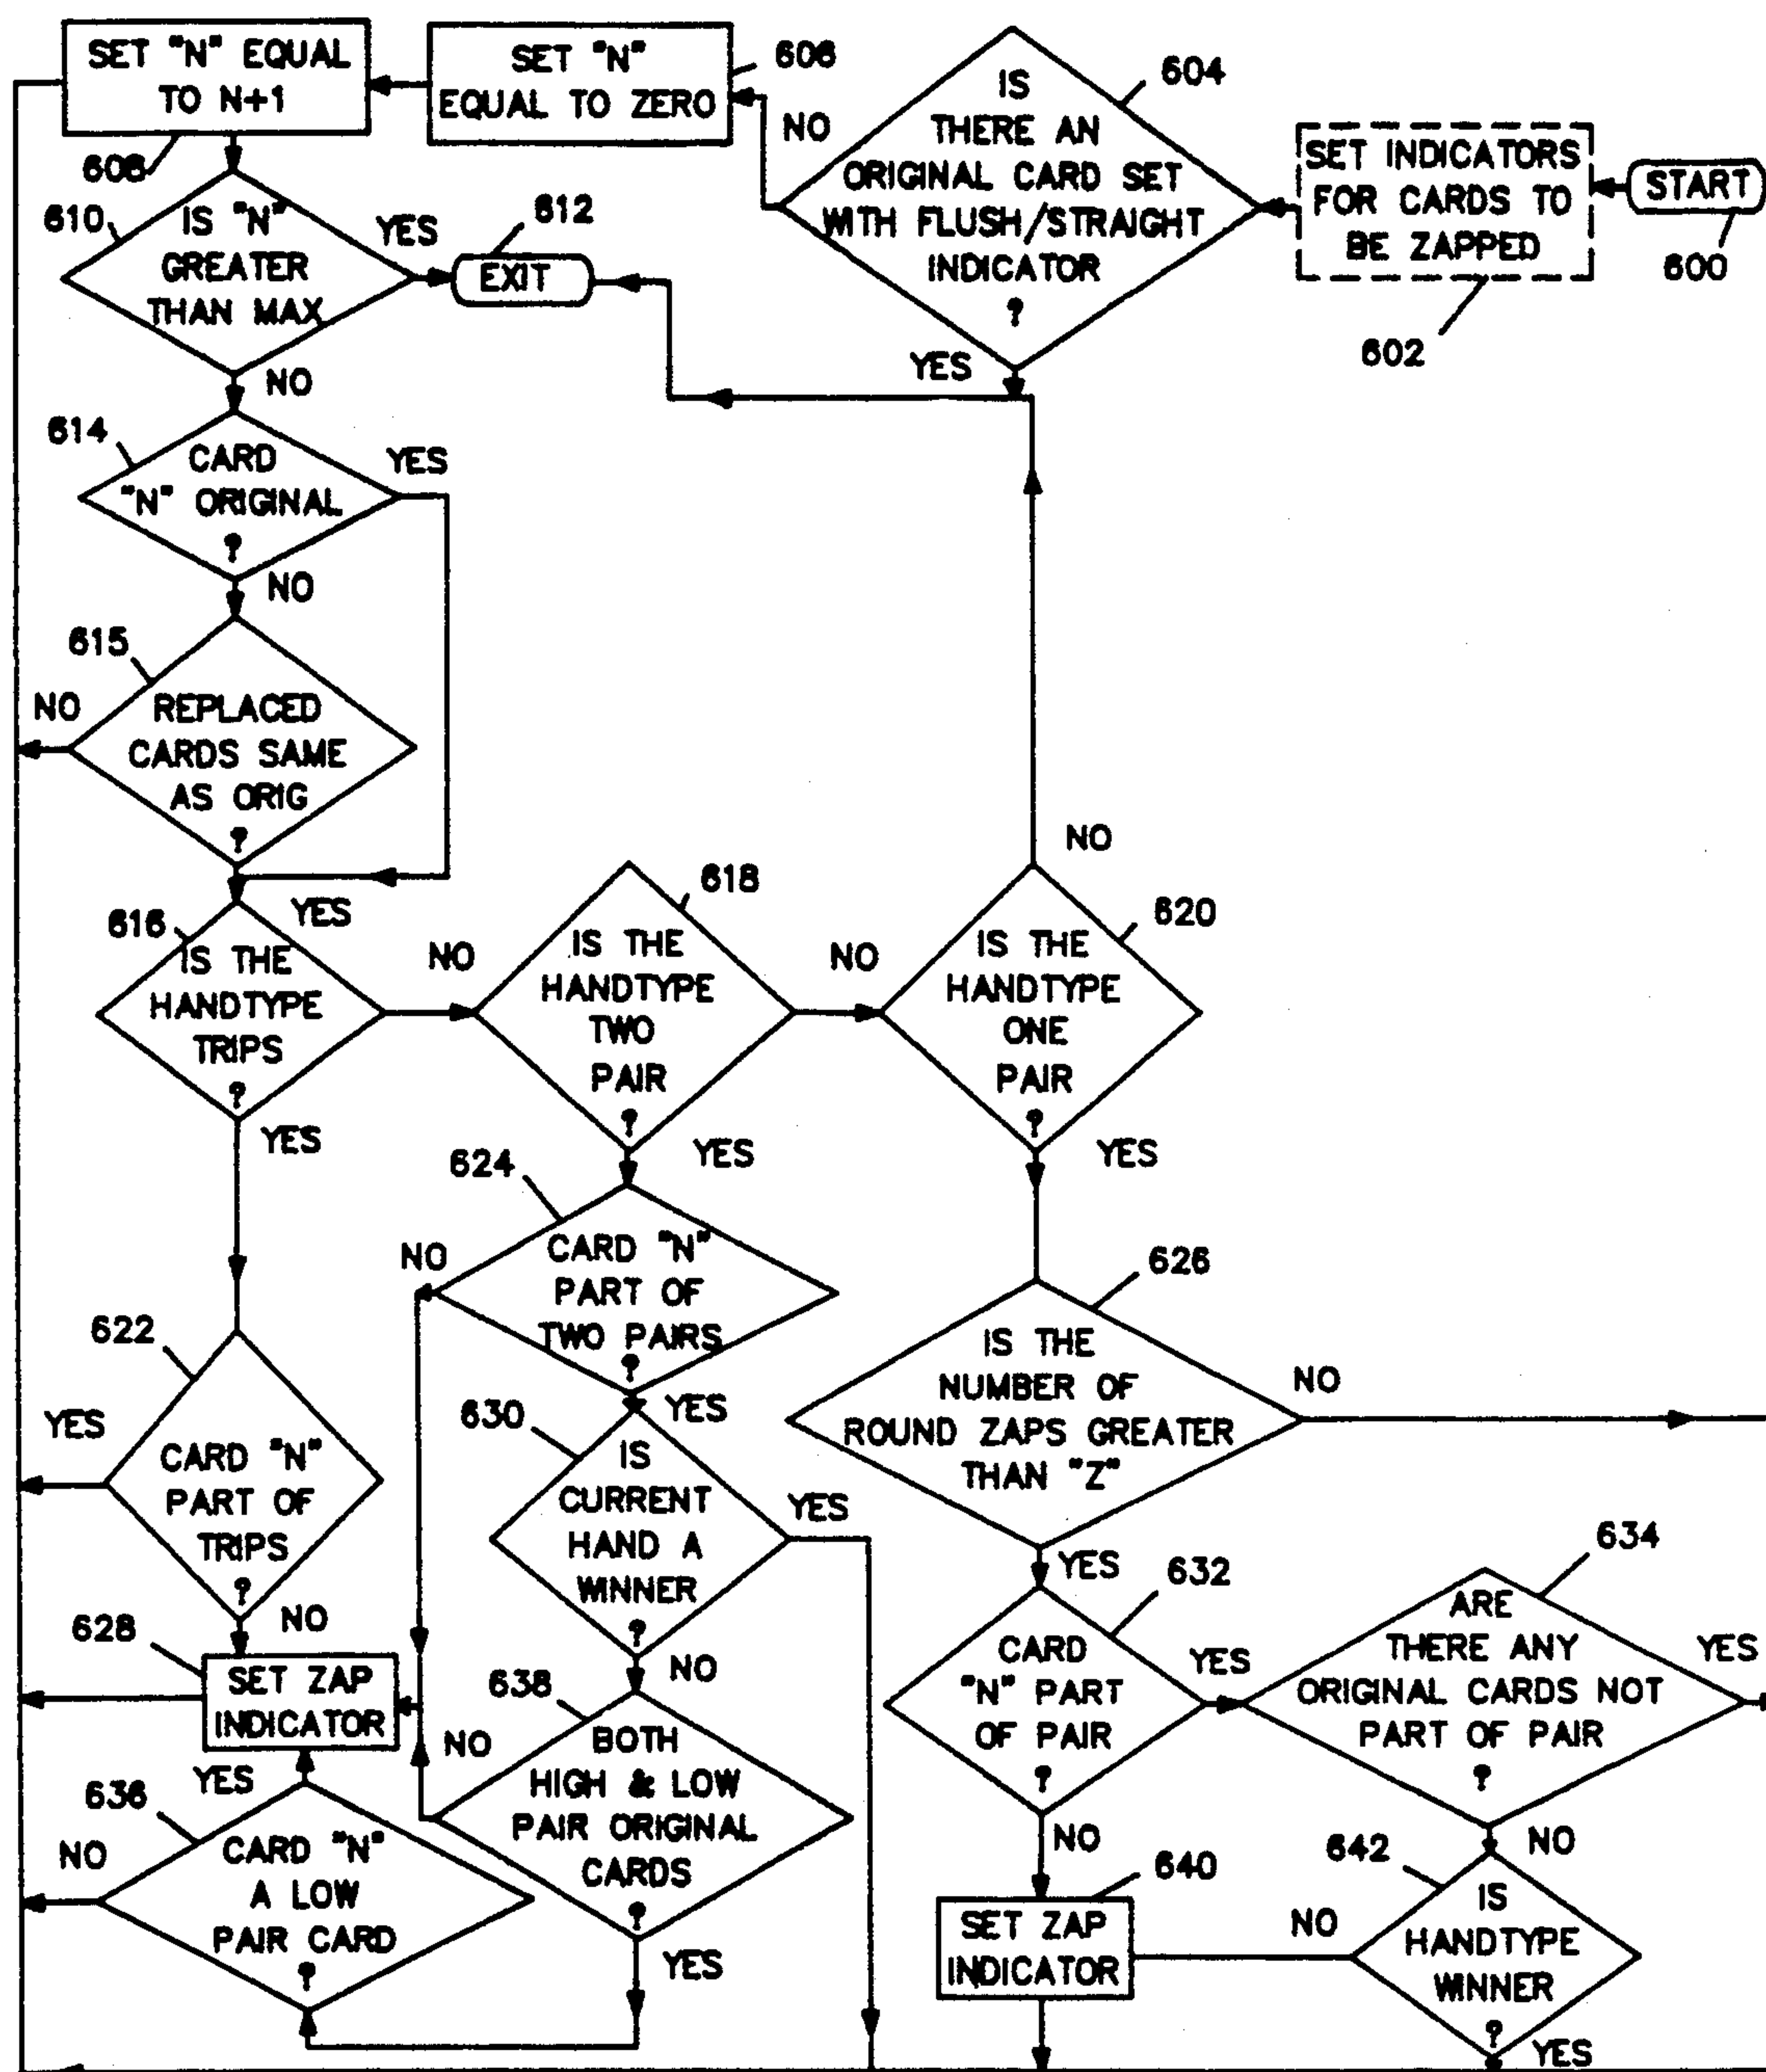 SET "N" EQUAL
TO N+1
608
SET "N"
EQUAL TO ZERO
606
NO
IS
THERE AN
ORIGINAL CARD SET
WITH FLUSH/STRAIGHT
INDICATOR
?
604
YES
SET INDICATORS
FOR CARDS TO
BE ZAPPED
602
START
600
610
IS "N"
GREATER
THAN MAX
YES
NO
612
EXIT
614
CARD
"N" ORIGINAL
?
YES
NO
615
REPLACED
CARDS SAME
AS ORIG
?
NO
YES
616
IS THE
HANDTYPE
TRIPS
?
NO
YES
618
IS THE
HANDTYPE
TWO
PAIR
?
NO
YES
620
IS THE
HANDTYPE
ONE
PAIR
?
NO
YES
622
CARD "N"
PART OF
TRIPS
?
YES
NO
624
CARD "N"
PART OF
TWO PAIRS
?
NO
YES
626
IS THE
NUMBER OF
ROUND ZAPS GREATER
THAN "Z"
NO
YES
628
SET ZAP
INDICATOR
630
IS
CURRENT
HAND A
WINNER
?
YES
NO
632
CARD
"N" PART
OF PAIR
?
YES
NO
634
ARE
THERE ANY
ORIGINAL CARDS NOT
PART OF PAIR
?
YES
NO
636
CARD "N"
A LOW
PAIR CARD
?
YES
NO
638
BOTH
HIGH & LOW
PAIR ORIGINAL
CARDS
?
NO
YES
640
SET ZAP
INDICATOR
642
IS
HANDTYPE
WINNER
?
NO
YES